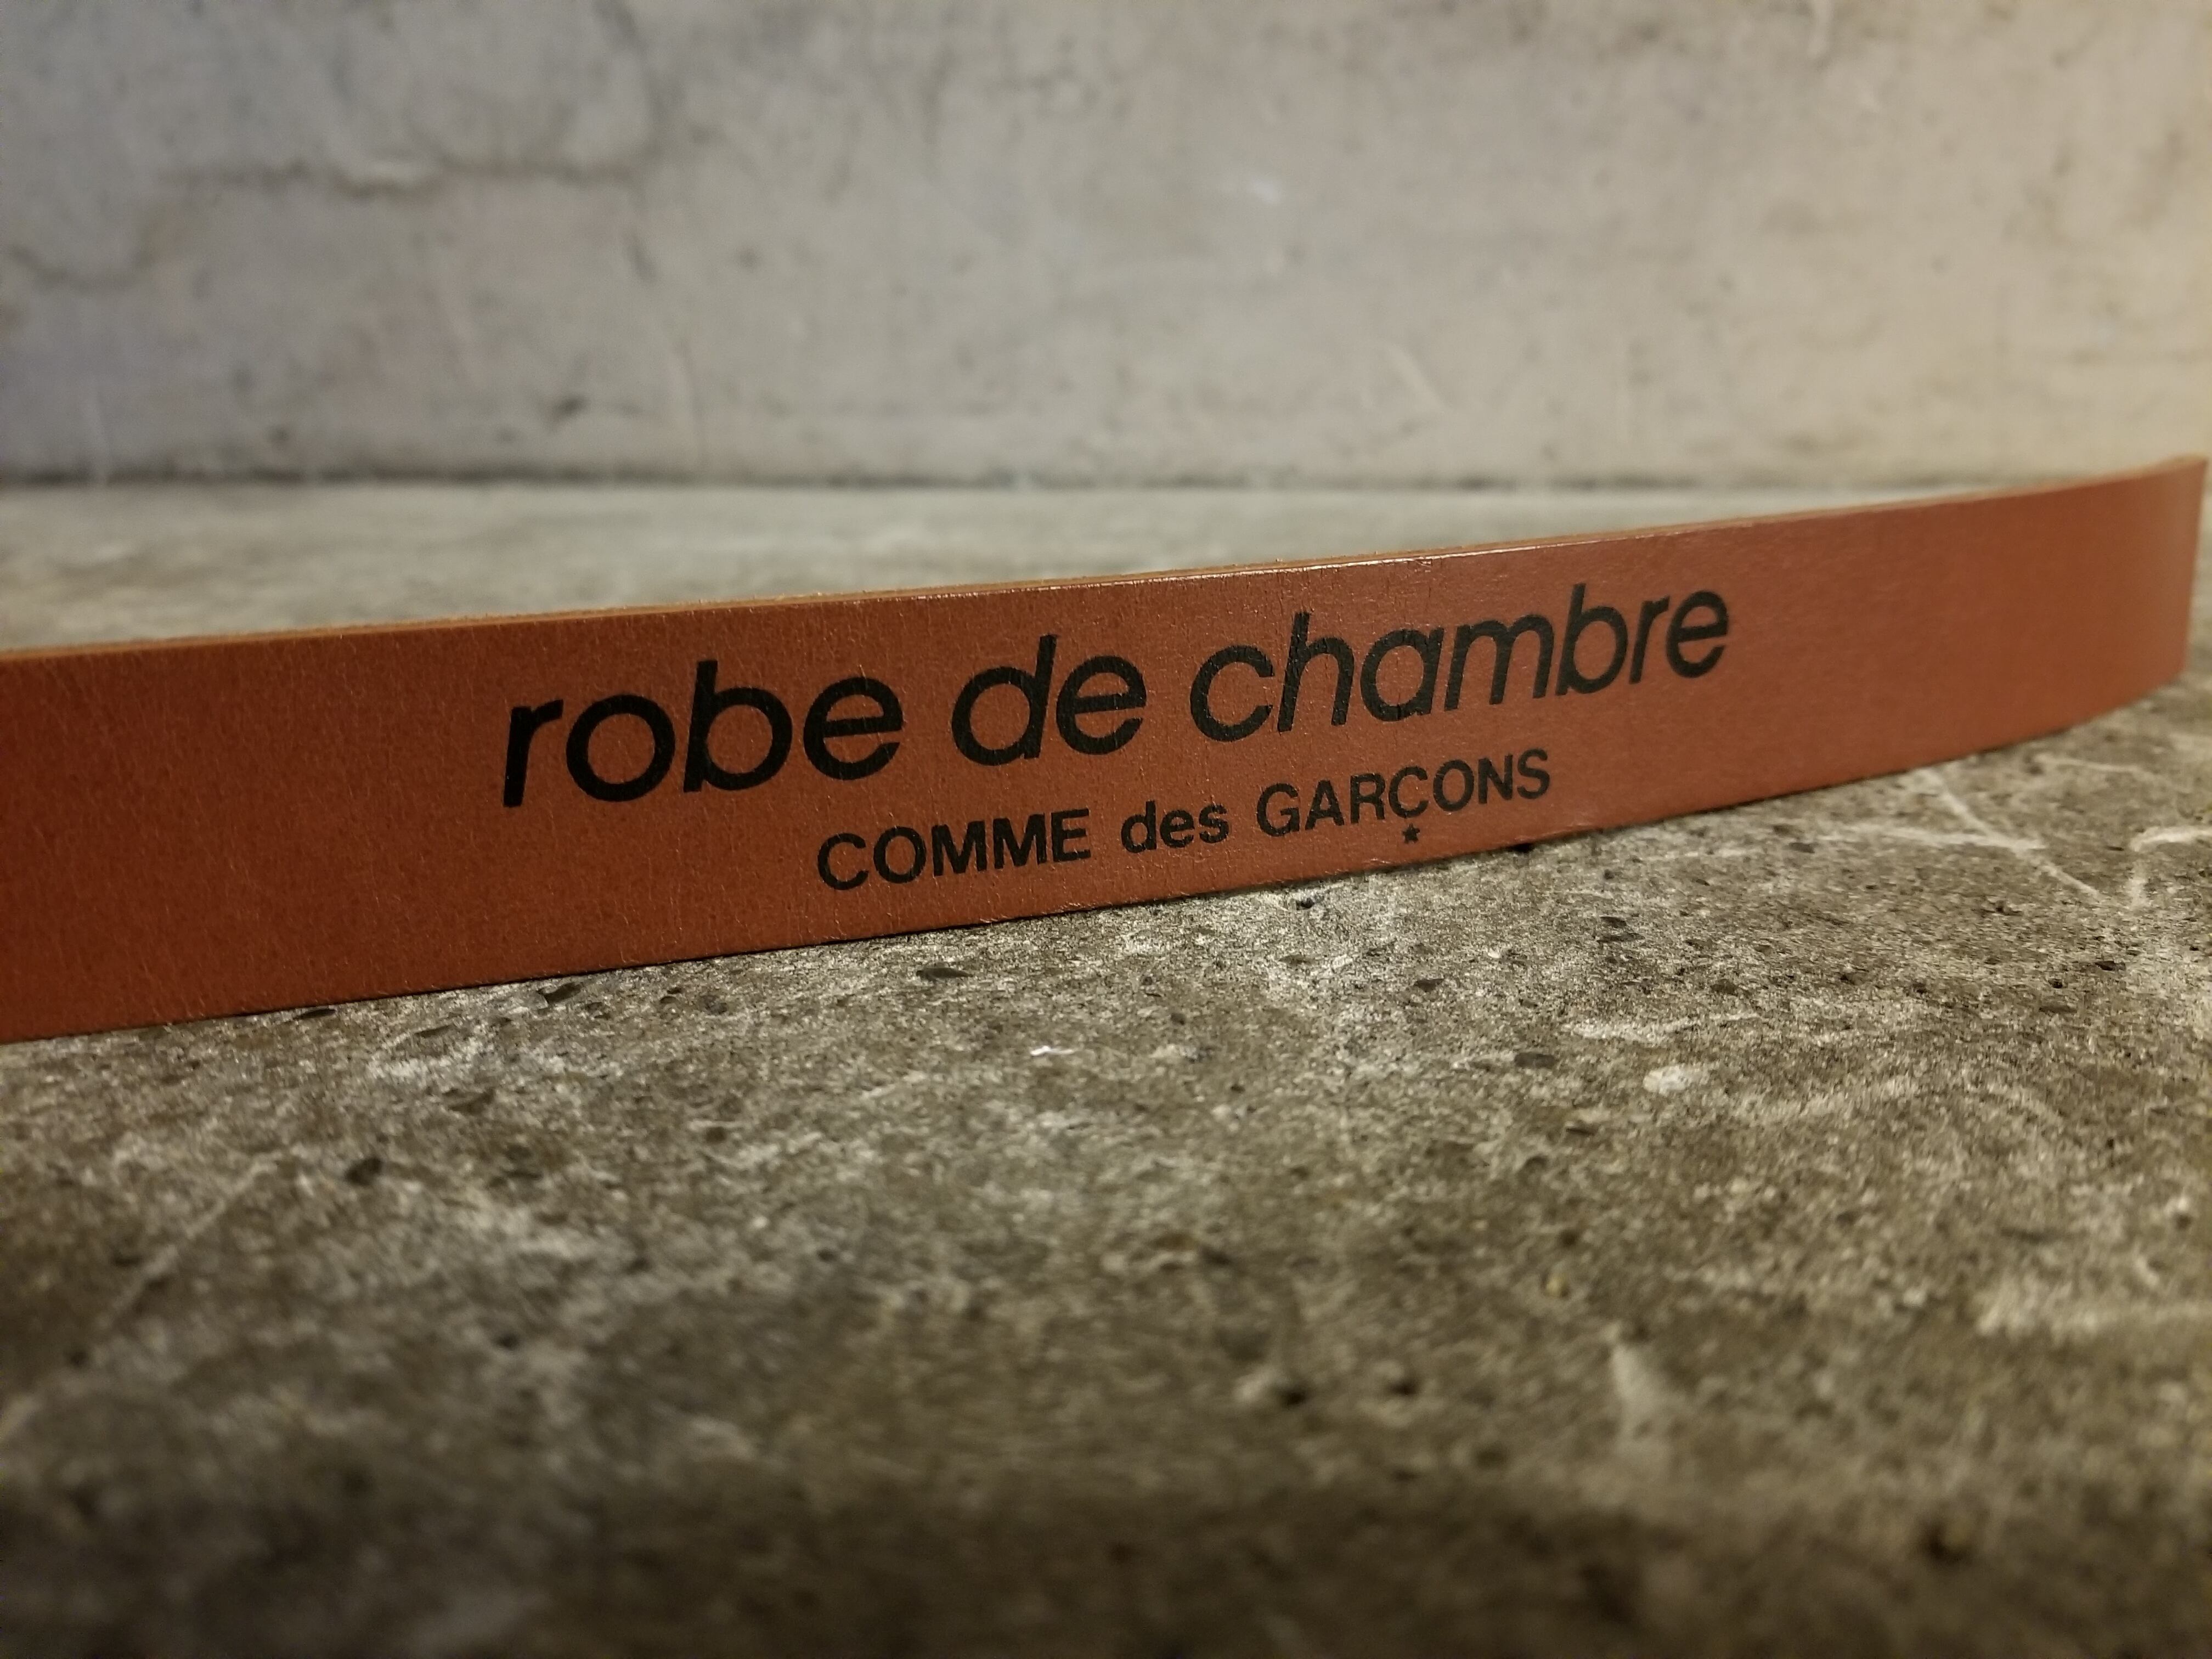 robe de chambre
COMME des GARÇONS